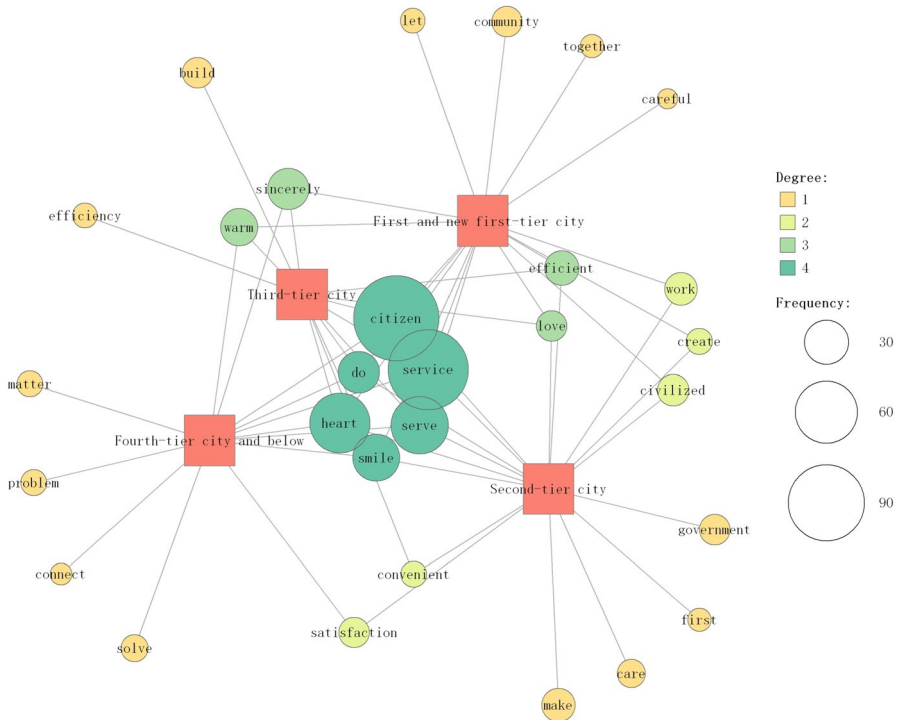 let
community
together
careful
build
sincerely
efficiency
warm
First and new first-tier city
Third-tier city
efficient
work
citizen
love
create
do
service
civilized
matter
heart
serve
Fourth-tier city and below
smile
problem
Second-tier city
government
connect
convenient
first
satisfaction
solve
care
make
Degree:
1
2
3
4
Frequency:
30
60
90